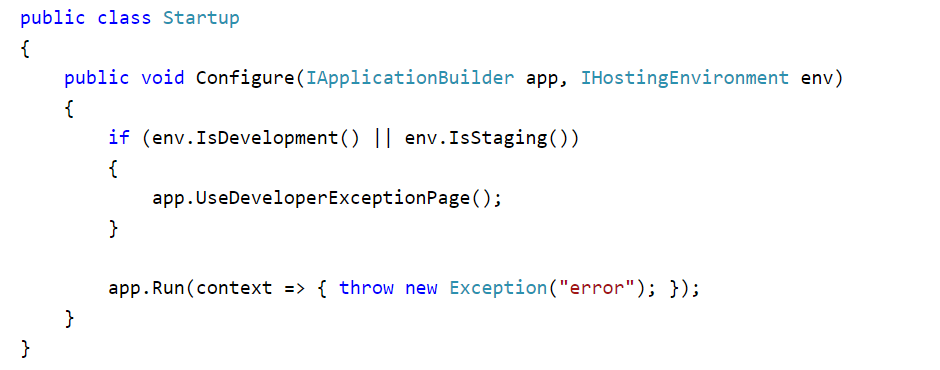 public class Startup
{
    public void Configure(IApplicationBuilder app, IHostingEnvironment env)
    {
        if (env.IsDevelopment() || env.IsStaging())
        {
            app.UseDeveloperExceptionPage();
        }

        app.Run(context => { throw new Exception("error"); });
    }
}